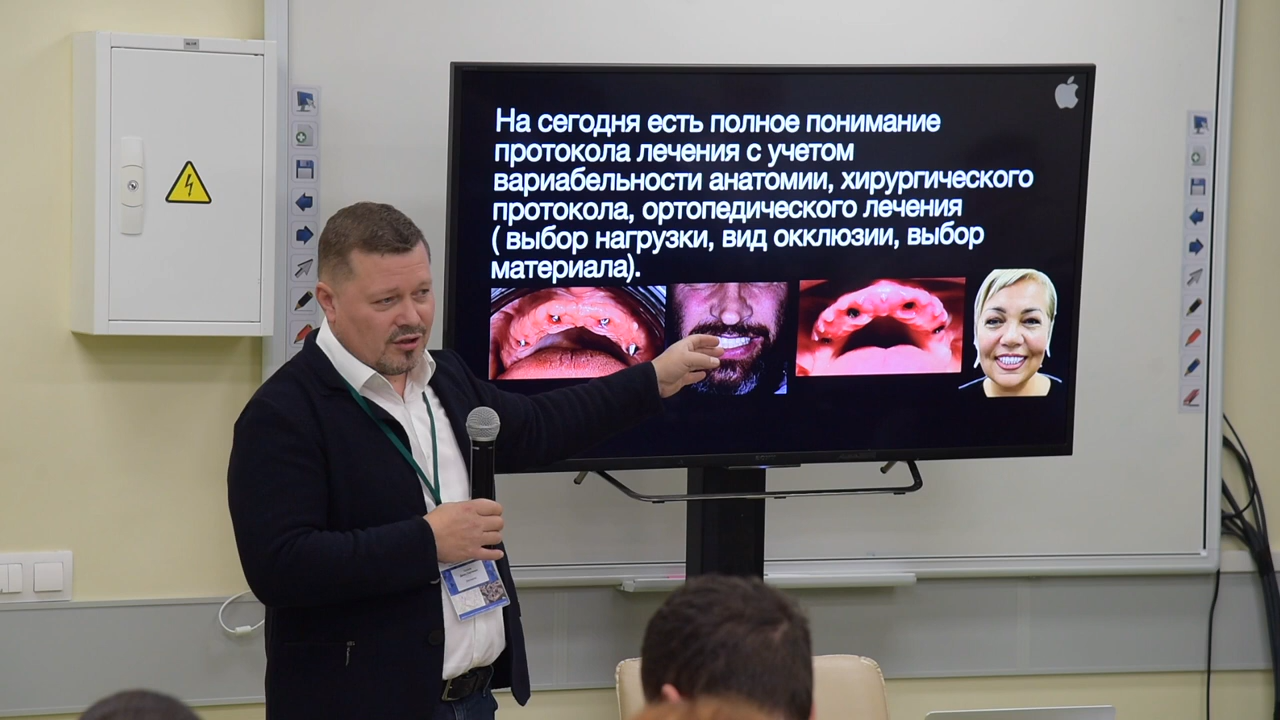 На сегодня есть полное понимание
протокола лечения с учетом
вариабельности анатомии, хирургического
протокола, ортопедического лечения
( выбор нагрузки, вид окклюзии, выбор
материала).